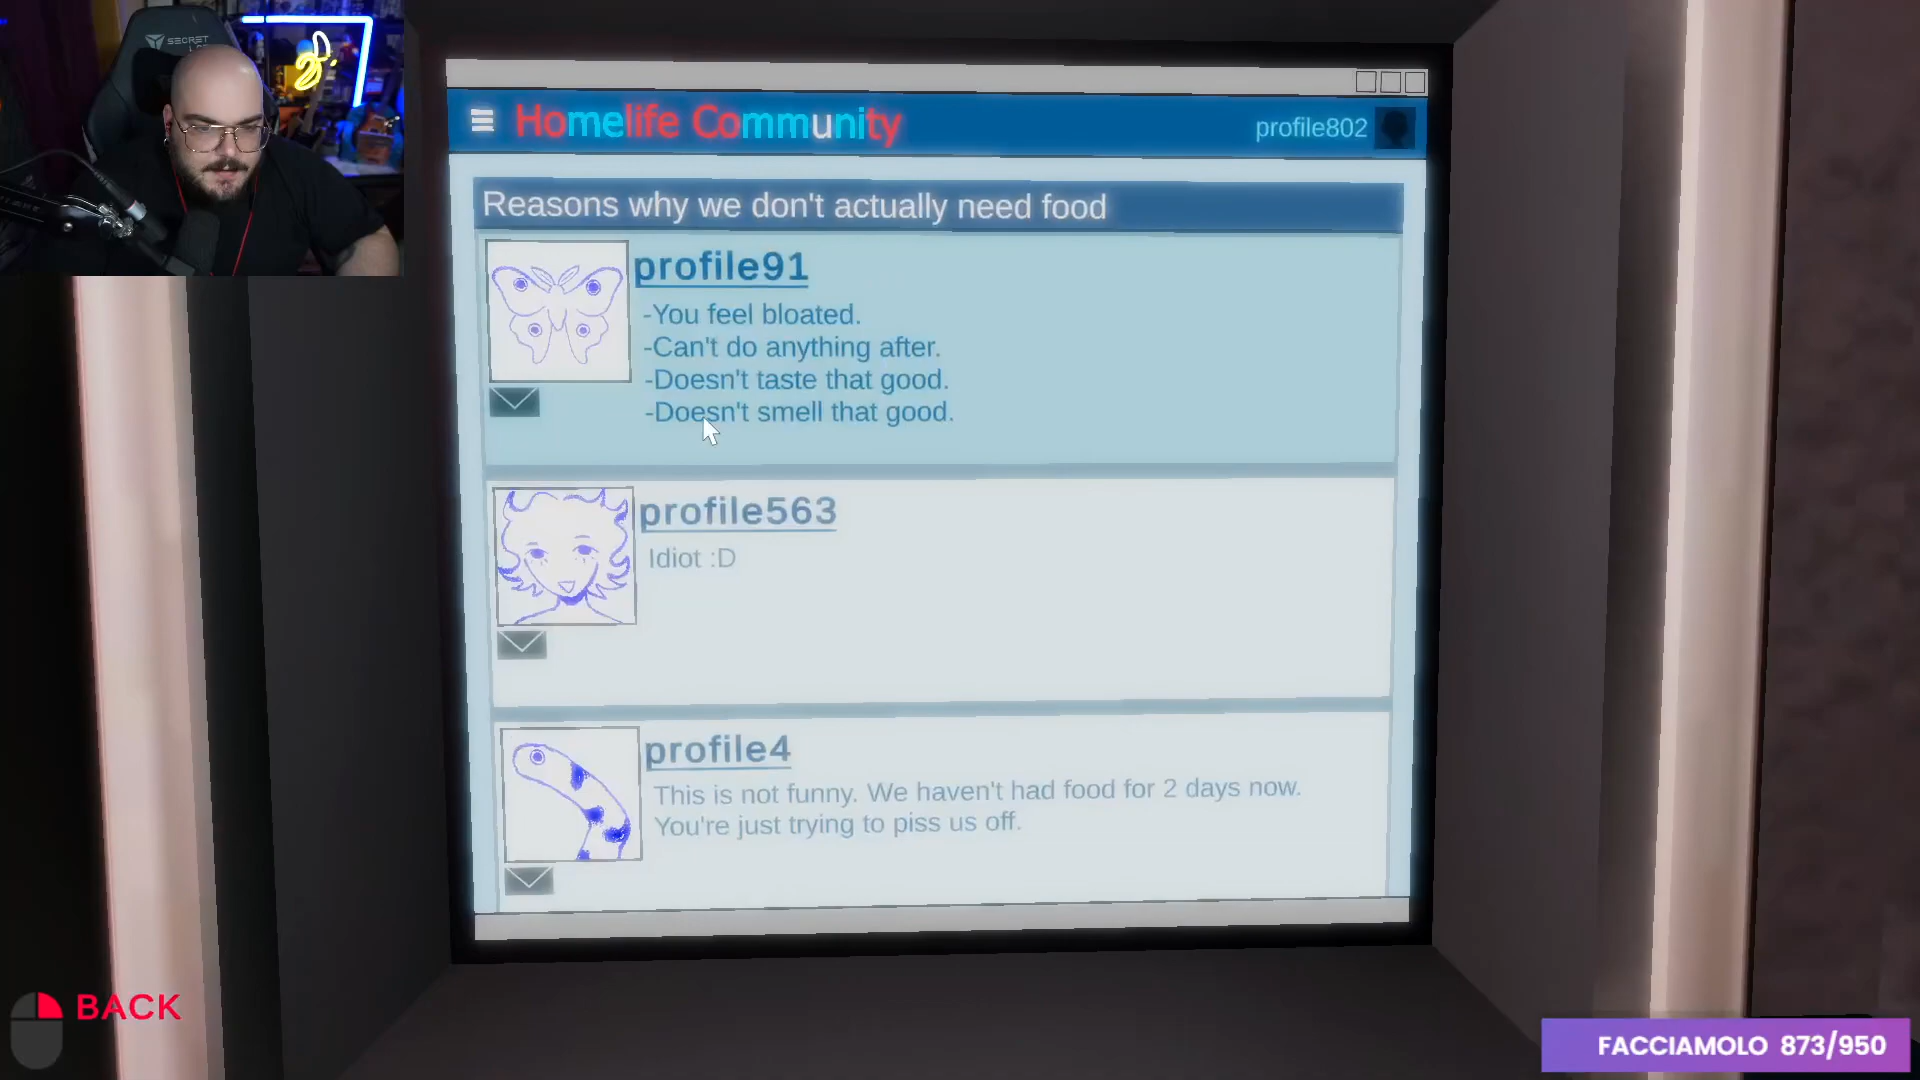 SECRET
Homelife Community
profile802
Reasons why we don't actually need food
profile91
-You feel bloated.
-Can't do anything after.
-Doesn't taste that good.
-Doesn't smell that good.
profile563
Idiot :D
profile4
This is not funny. We haven't had food for 2 days now.
You're just trying to piss us off.
BACK
FACCIAMOLO 873/950